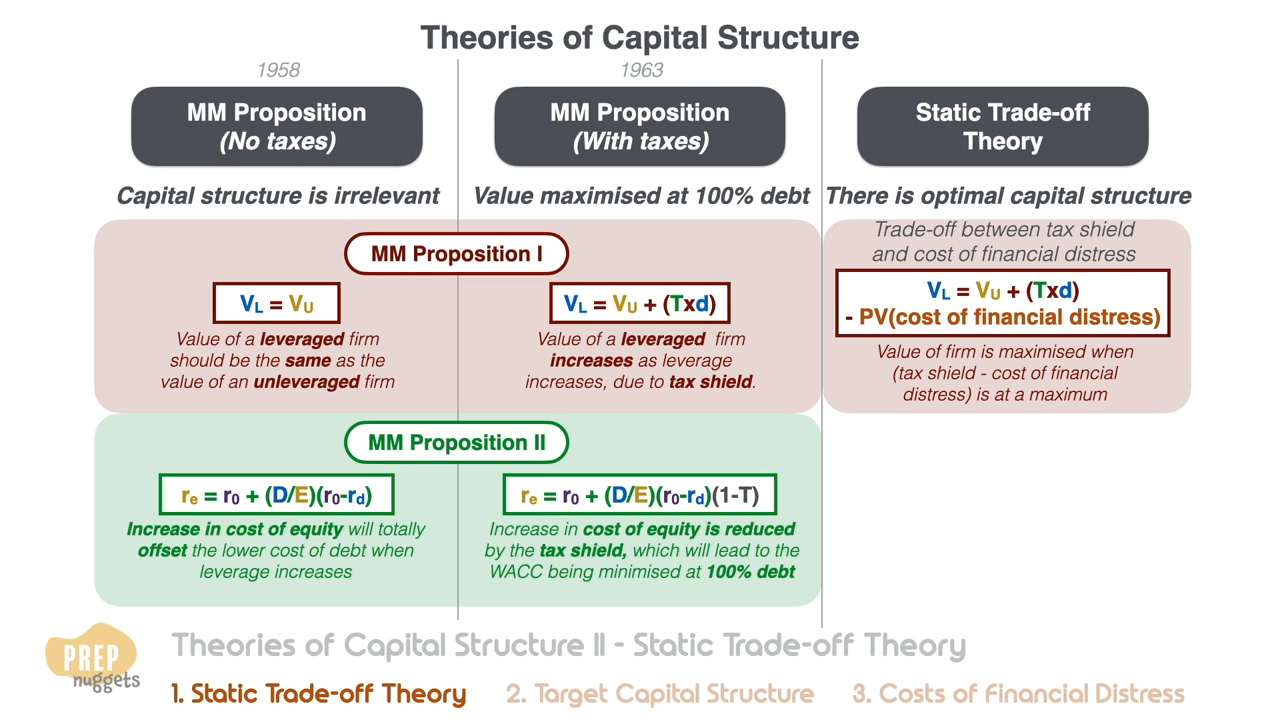 Theories of Capital Structure
1958
MM Proposition
(No taxes)
Capital structure is irrelevant
1963
MM Proposition
(With taxes)
Value maximised at 100% debt
Static Trade-off
Theory
There is optimal capital structure
MM Proposition I
VL = VU
Value of a leveraged firm
should be the same as the
value of an unleveraged firm
VL = VU + (Txd)
Value of a leveraged firm
increases as leverage
increases, due to tax shield.
Trade-off between tax shield
and cost of financial distress
VL = VU + (Txd)
- PV(cost of financial distress)
Value of firm is maximised when
(tax shield - cost of financial
distress) is at a maximum
MM Proposition II
re = r0 + (D/E)(r0-rd)
Increase in cost of equity will totally
offset the lower cost of debt when
leverage increases
re = r0 + (D/E)(r0-rd)(1-T)
Increase in cost of equity is reduced
by the tax shield, which will lead to the
WACC being minimised at 100% debt
PREP
nuggets
Theories of Capital Structure II - Static Trade-off Theory
1. Static Trade-off Theory 2. Target Capital Structure 3. Costs of Financial Distress